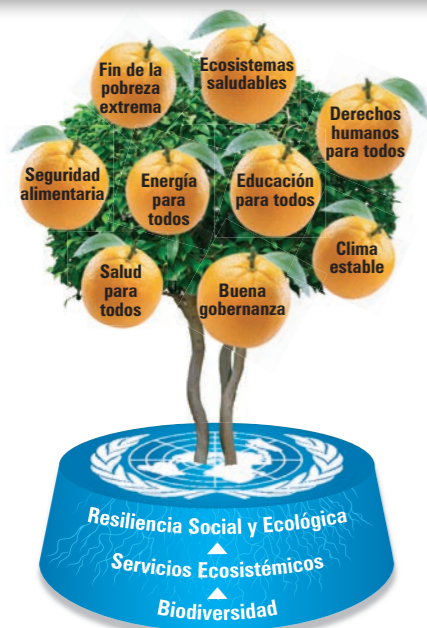 Fin de la
pobreza
extrema
Ecosistemas
saludables
Derechos
humanos
para todos
Seguridad
alimentaria
Energía
para
todos
Educación
para todos
Salud
para
todos
Buena
gobernanza
Clima
estable
Resiliencia Social y Ecológica
Servicios Ecosistémicos
Biodiversidad